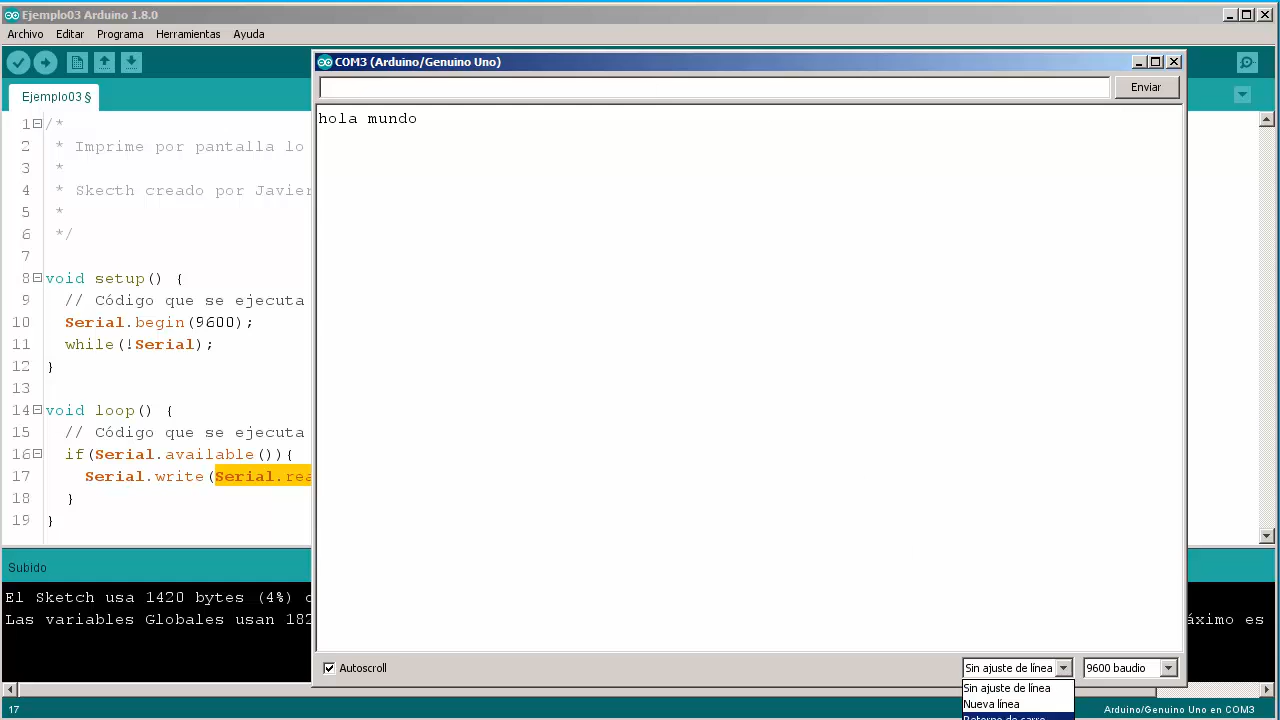 Ejemplo03 Arduino 1.8.0
Archivo Editar Programa Herramientas Ayuda
Ejemplo03 §
COM3 (Arduino/Genuino Uno)
Enviar
hola mundo
1 /*
2 * Imprime por pantalla lo
3 *
4 * Skecth creado por Javier
5 *
6 */
7
8 void setup() {
9 // Código que se ejecuta
10 Serial.begin(9600);
11 while(!Serial);
12 }
13
14 void loop() {
15 // Código que se ejecuta
16 if(Serial.available()){
17 Serial.write(Serial.rea
18 }
19 }
Autoscroll
Sin ajuste de línea
9600 baudio
Sin ajuste de línea
Nueva línea
Retorno de carro
Subido
El Sketch usa 1420 bytes (4%)
Las variables Globales usan 182
áximo es
17
Arduino/Genuino Uno en COM3